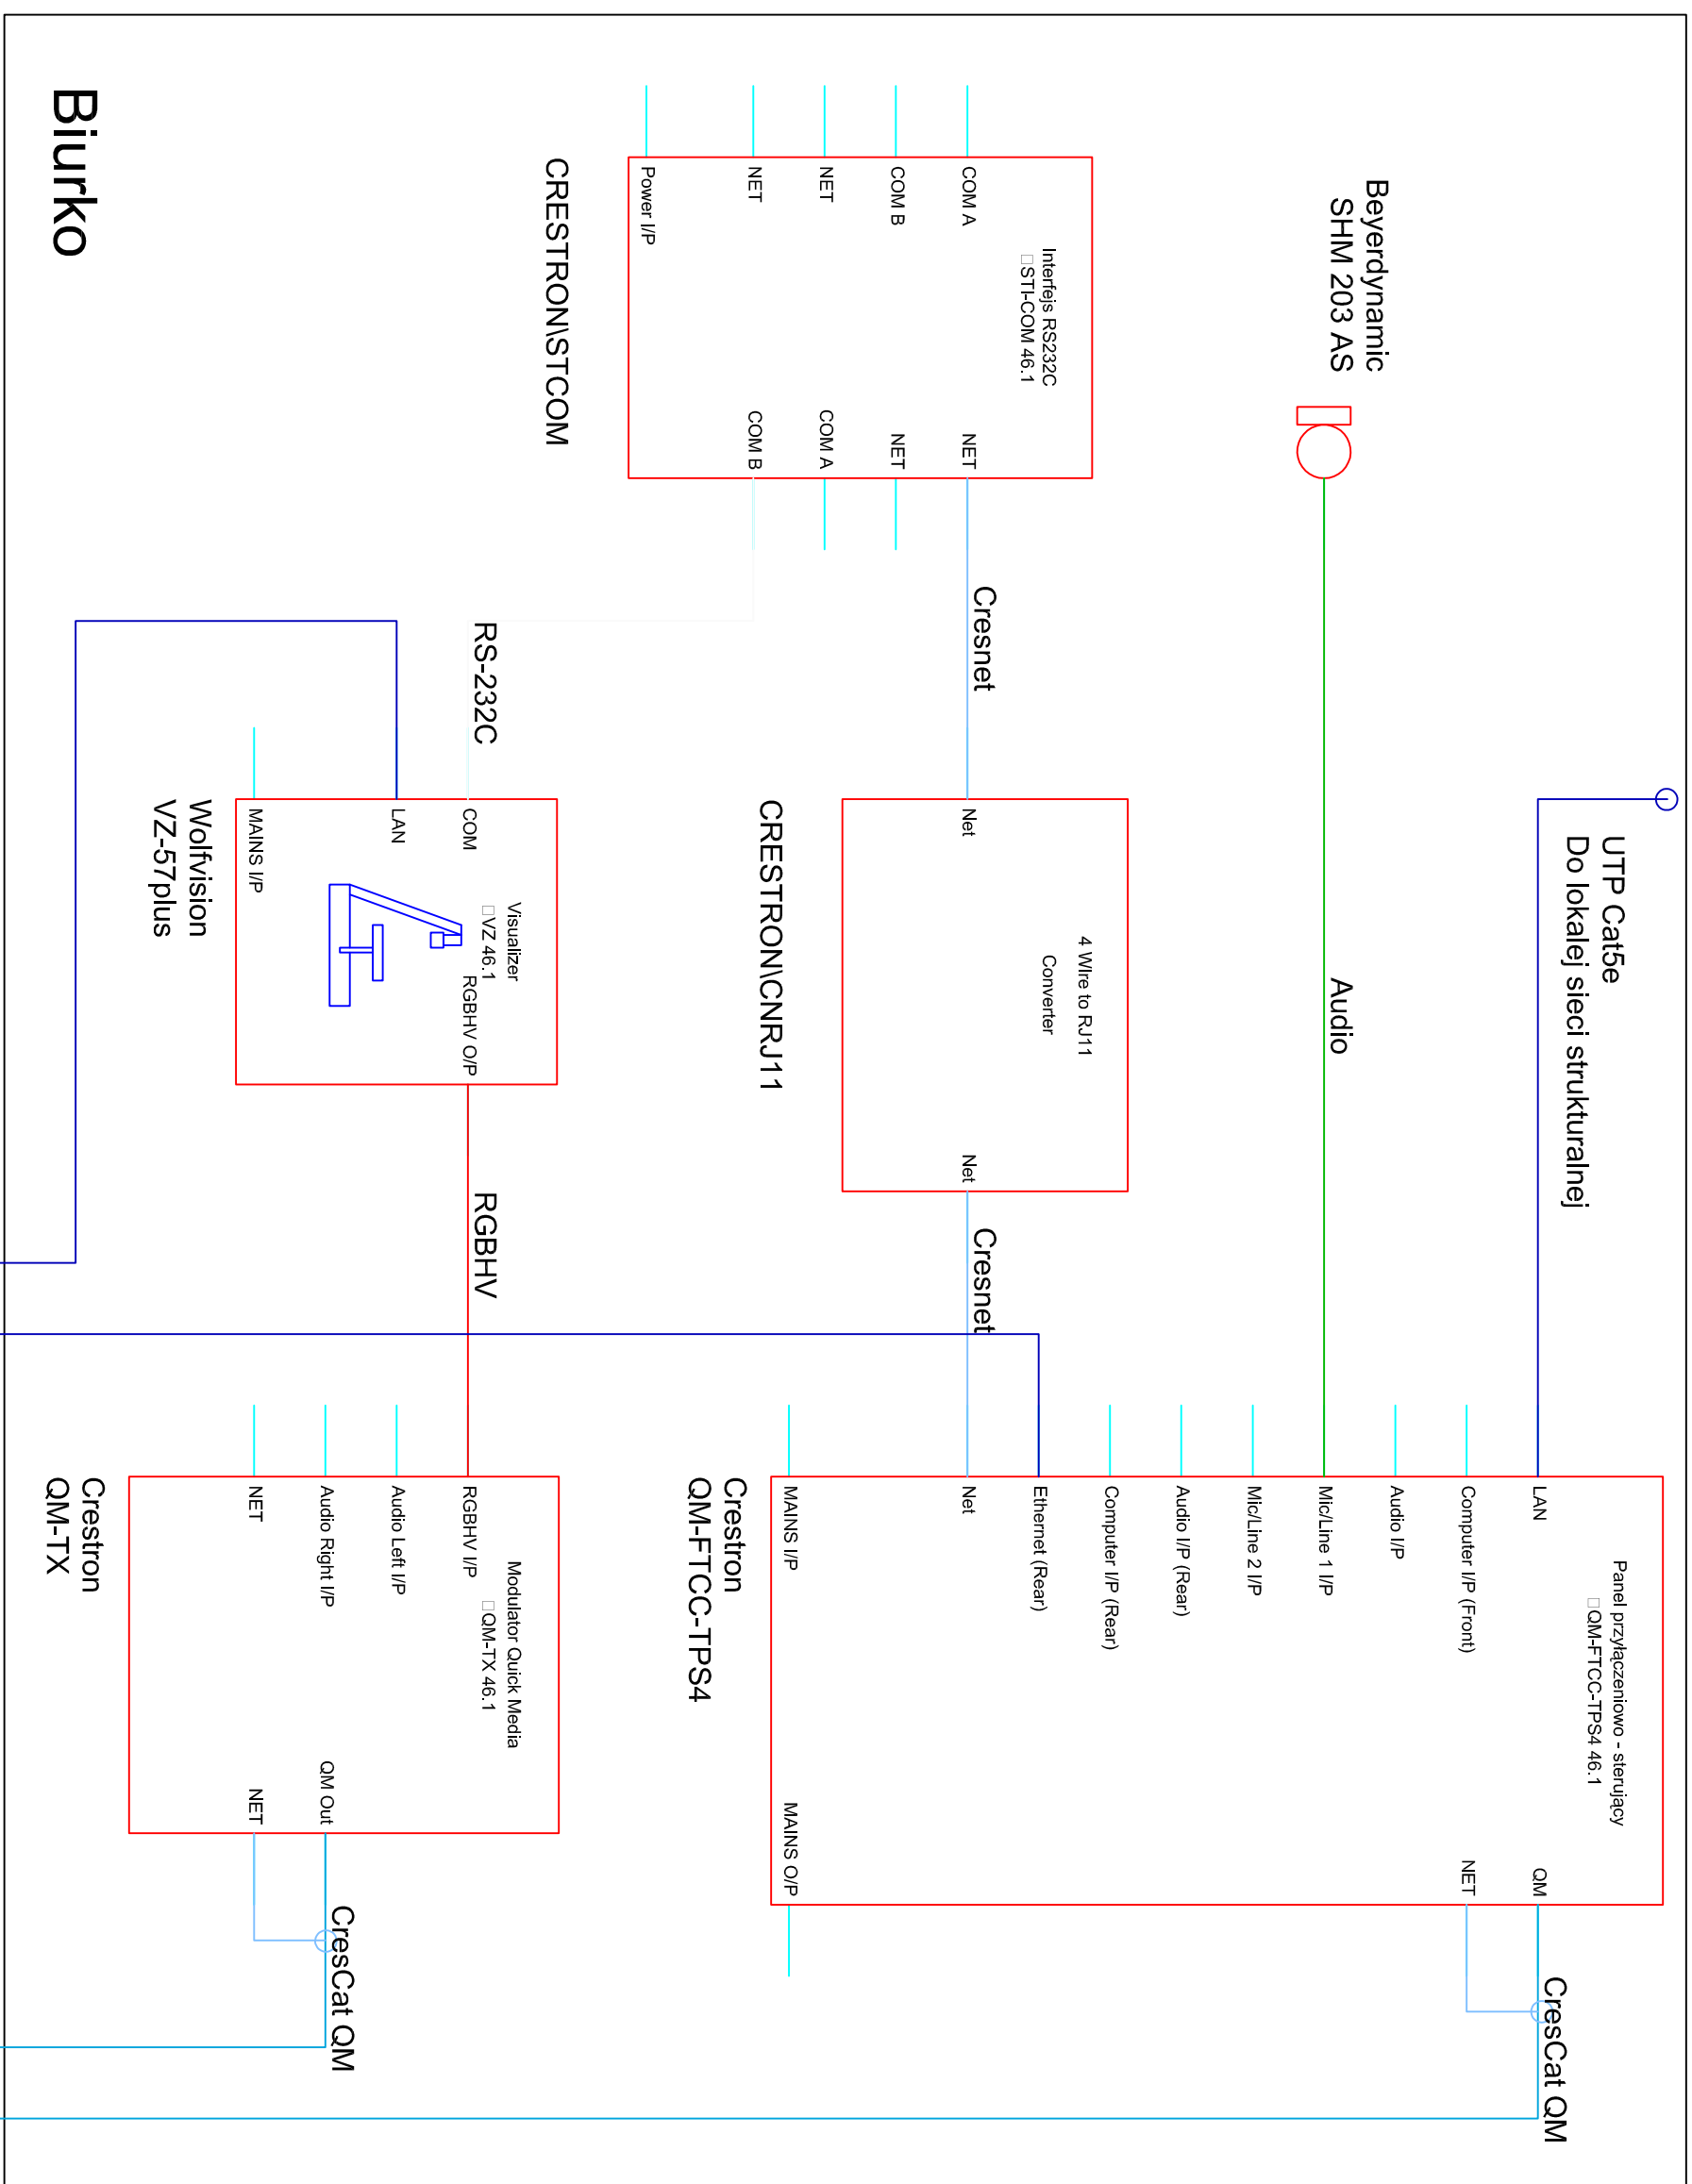 UTP Cat5e
Do lokalej sieci strukturalnej
Beyerdynamic
SHM 203 AS
Audio
Panel przyłączeniowo - sterujący
QM-FTCC-TPS4 46.1
LAN
Computer I/P (Front)
Audio I/P
Mic/Line 1 I/P
Mic/Line 2 I/P
Audio I/P (Rear)
Computer I/P (Rear)
Ethernet (Rear)
Net
MAINS I/P
QM
NET
MAINS O/P
CresCat QM
Crestron
QM-FTCC-TPS4
Interfejs RS232C
STI-COM 46.1
COM A
COM B
NET
NET
Power I/P
NET
NET
COM A
COM B
CRESTRON\STCOM
Cresnet
4 WIre to RJ11
Converter
Net
Net
CRESTRON\CNRJ11
Cresnet
RS-232C
Visualizer
VZ 46.1
COM
LAN
MAINS I/P
RGBHV O/P
Wolfvision
VZ-57plus
RGBHV
Modulator Quick Media
QM-TX 46.1
RGBHV I/P
Audio Left I/P
Audio Right I/P
NET
QM Out
NET
CresCat QM
Crestron
QM-TX
Biurko